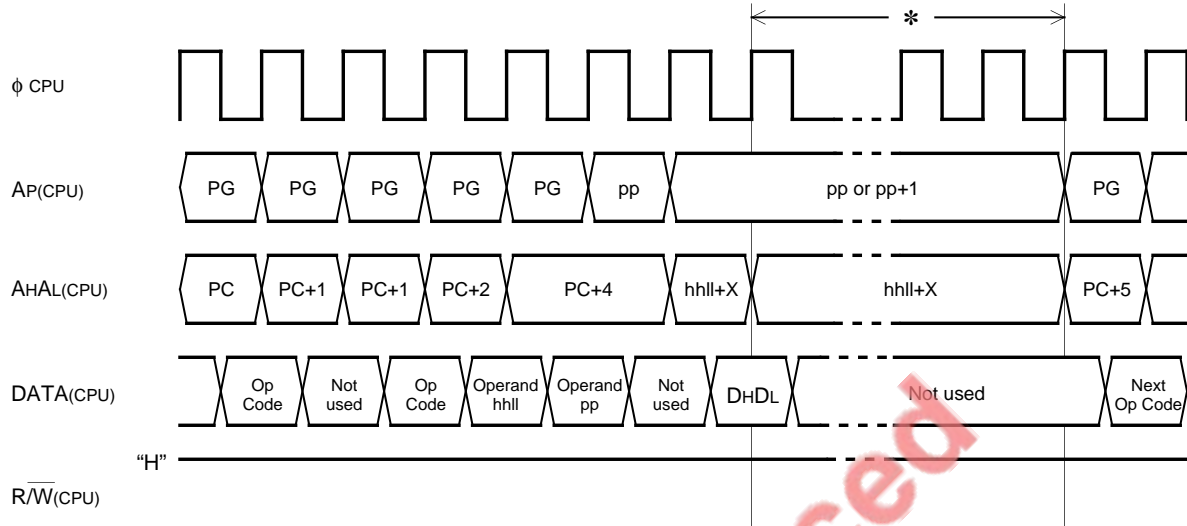 *
ϕ CPU
AP(CPU) PG PG PG PG PG pp pp or pp+1 PG
AHAL(CPU) PC PC+1 PC+1 PC+2 PC+4 hhll+X hhll+X PC+5
DATA(CPU) Op Code Not used Op Code Operand hhll Operand pp Not used DHDL Not used Next Op Code
“H”
R/W(CPU)
ced